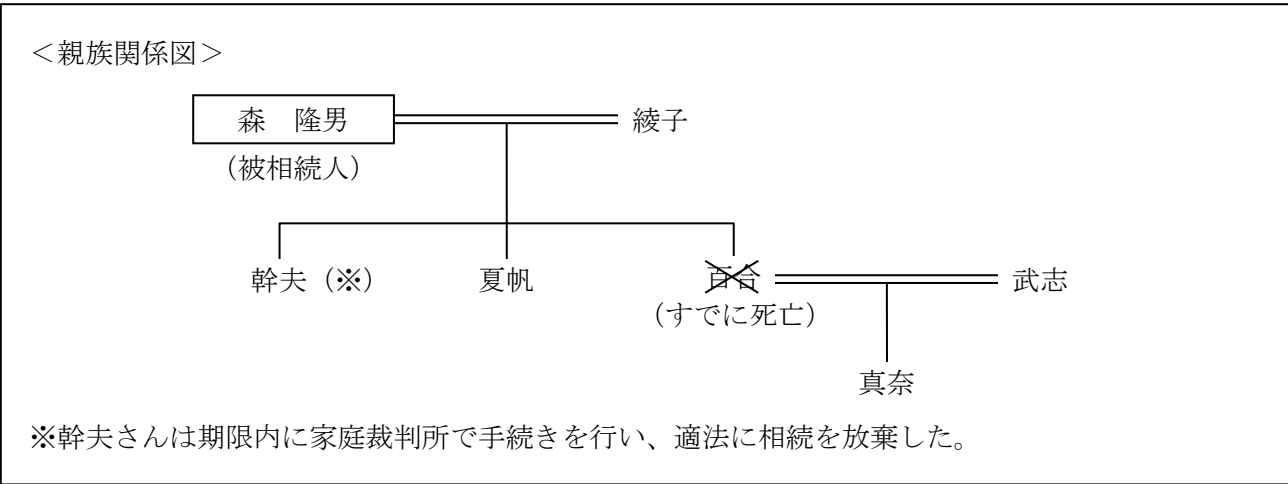 <親族関係図>
森 隆男
綾子
(被相続人)
幹夫(※)
夏帆
百合
武志
(すでに死亡)
真奈
※幹夫さんは期限内に家庭裁判所で手続きを行い、適法に相続を放棄した。